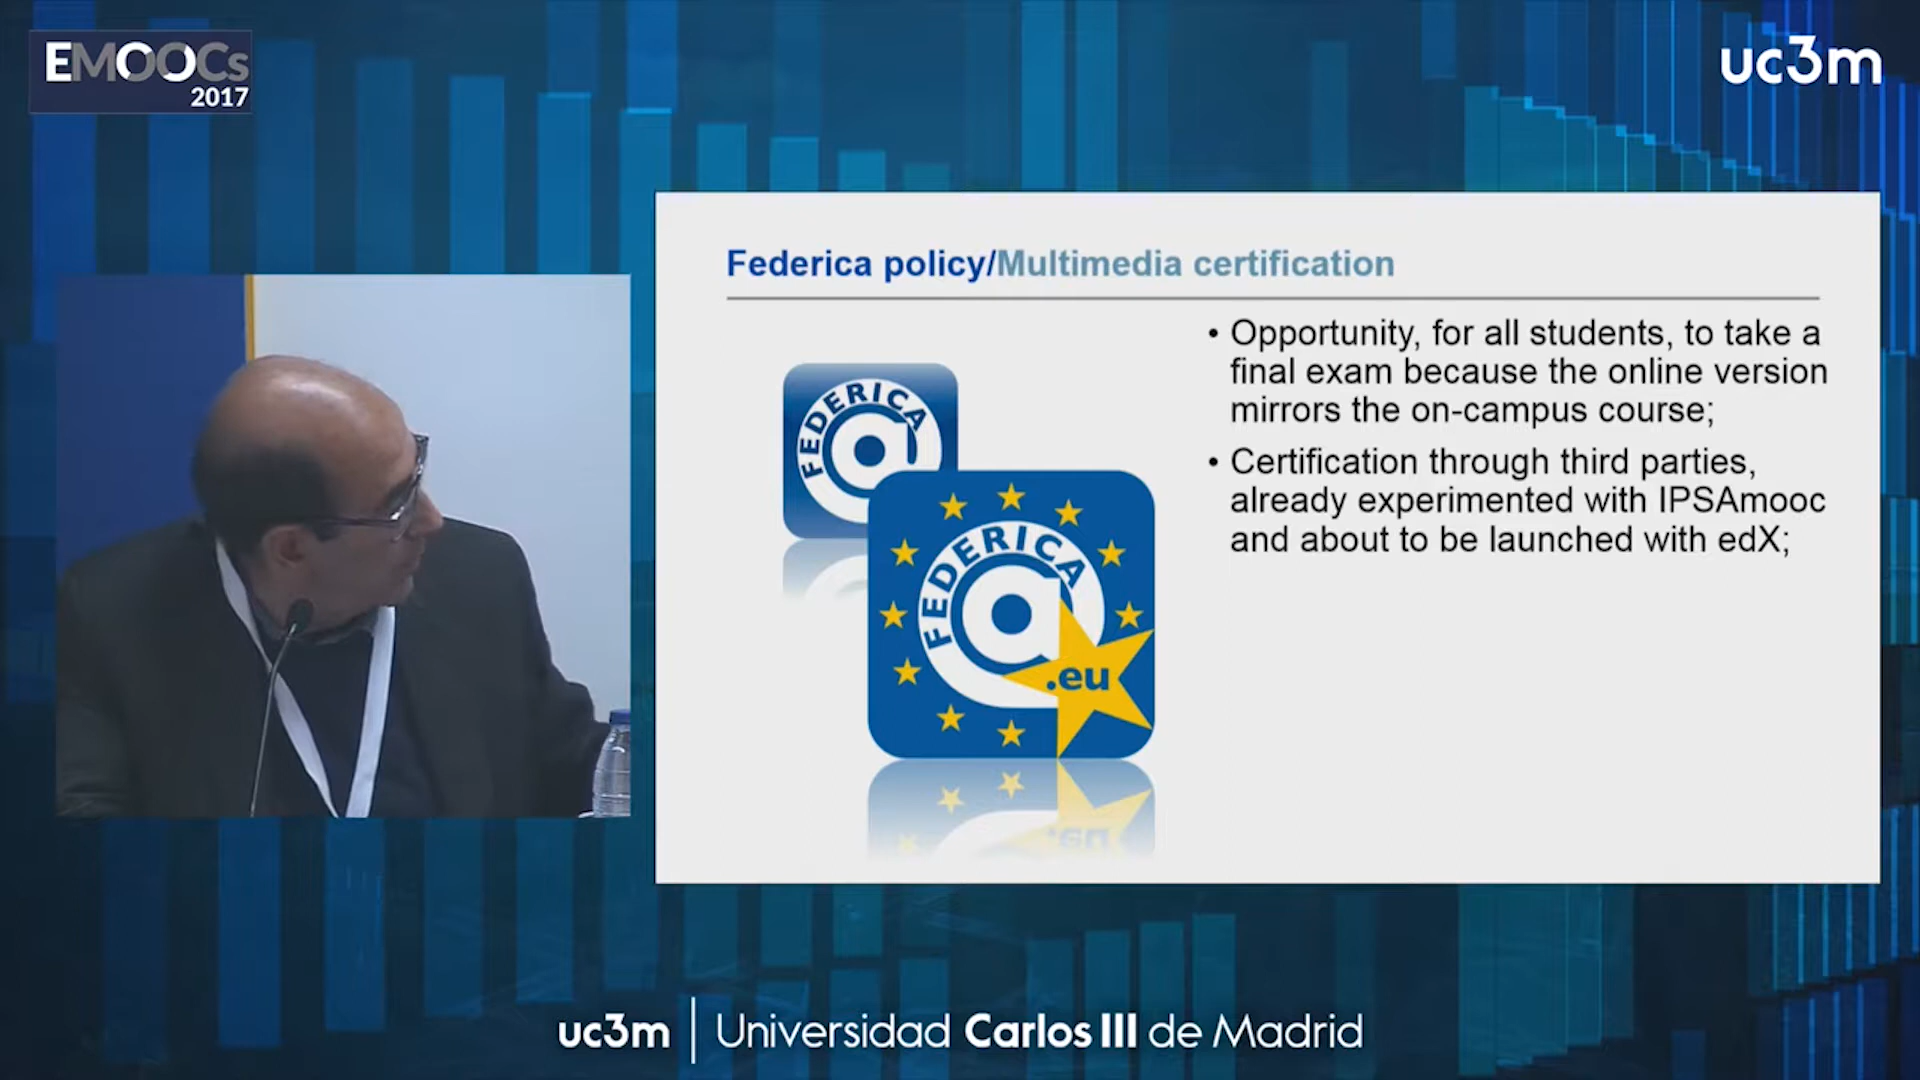 EMOOCs
2017
uc3m
Federica policy/Multimedia certification
• Opportunity, for all students, to take a
final exam because the online version
mirrors the on-campus course;
• Certification through third parties,
already experimented with IPSAmooc
and about to be launched with edX;
FEDERICA
FEDERICA
.eu
uc3m | Universidad Carlos III de Madrid